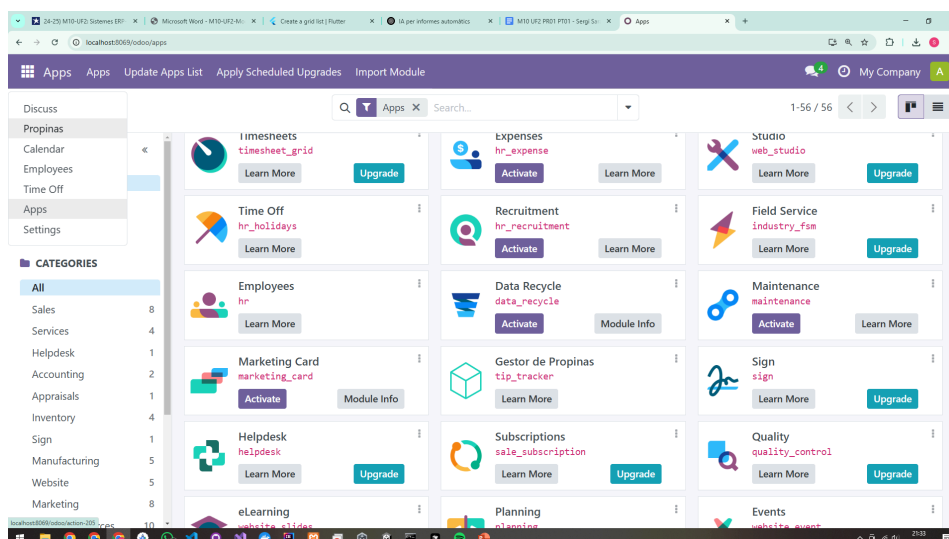 24-25) M10-UF2: Sistemes ERP
Microsoft Word - M10-UF2-Mo
Create a grid list | Flutter
IA per informes automàtics
M10 UF2 PR01 PT01 - Sergi So
Apps
localhost:8069/odoo/apps
Apps Apps Update Apps List Apply Scheduled Upgrades Import Module
4 My Company A
Discuss
Propinas
Calendar
Employees
Time Off
Apps
Settings
Apps Search...
1-56 / 56
CATEGORIES
All
Sales 8
Services 4
Helpdesk 1
Accounting 2
Appraisals 1
Inventory 4
Sign 1
Manufacturing 5
Website 5
Marketing 8
10
Timesheets
timesheet_grid
Learn More Upgrade
Expenses
hr_expense
Activate Learn More
Studio
web_studio
Learn More Upgrade
Time Off
hr_holidays
Learn More
Recruitment
hr_recruitment
Activate Learn More
Field Service
industry_fsm
Learn More Upgrade
Employees
hr
Learn More
Data Recycle
data_recycle
Activate Module Info
Maintenance
maintenance
Activate Learn More
Marketing Card
marketing_card
Activate Module Info
Gestor de Propinas
tip_tracker
Learn More
Sign
sign
Learn More Upgrade
Helpdesk
helpdesk
Learn More Upgrade
Subscriptions
sale_subscription
Learn More Upgrade
Quality
quality_control
Learn More Upgrade
eLearning
website_slides
Planning
planning
Events
website_event
localhost:8069/odoo/action-205
21:33